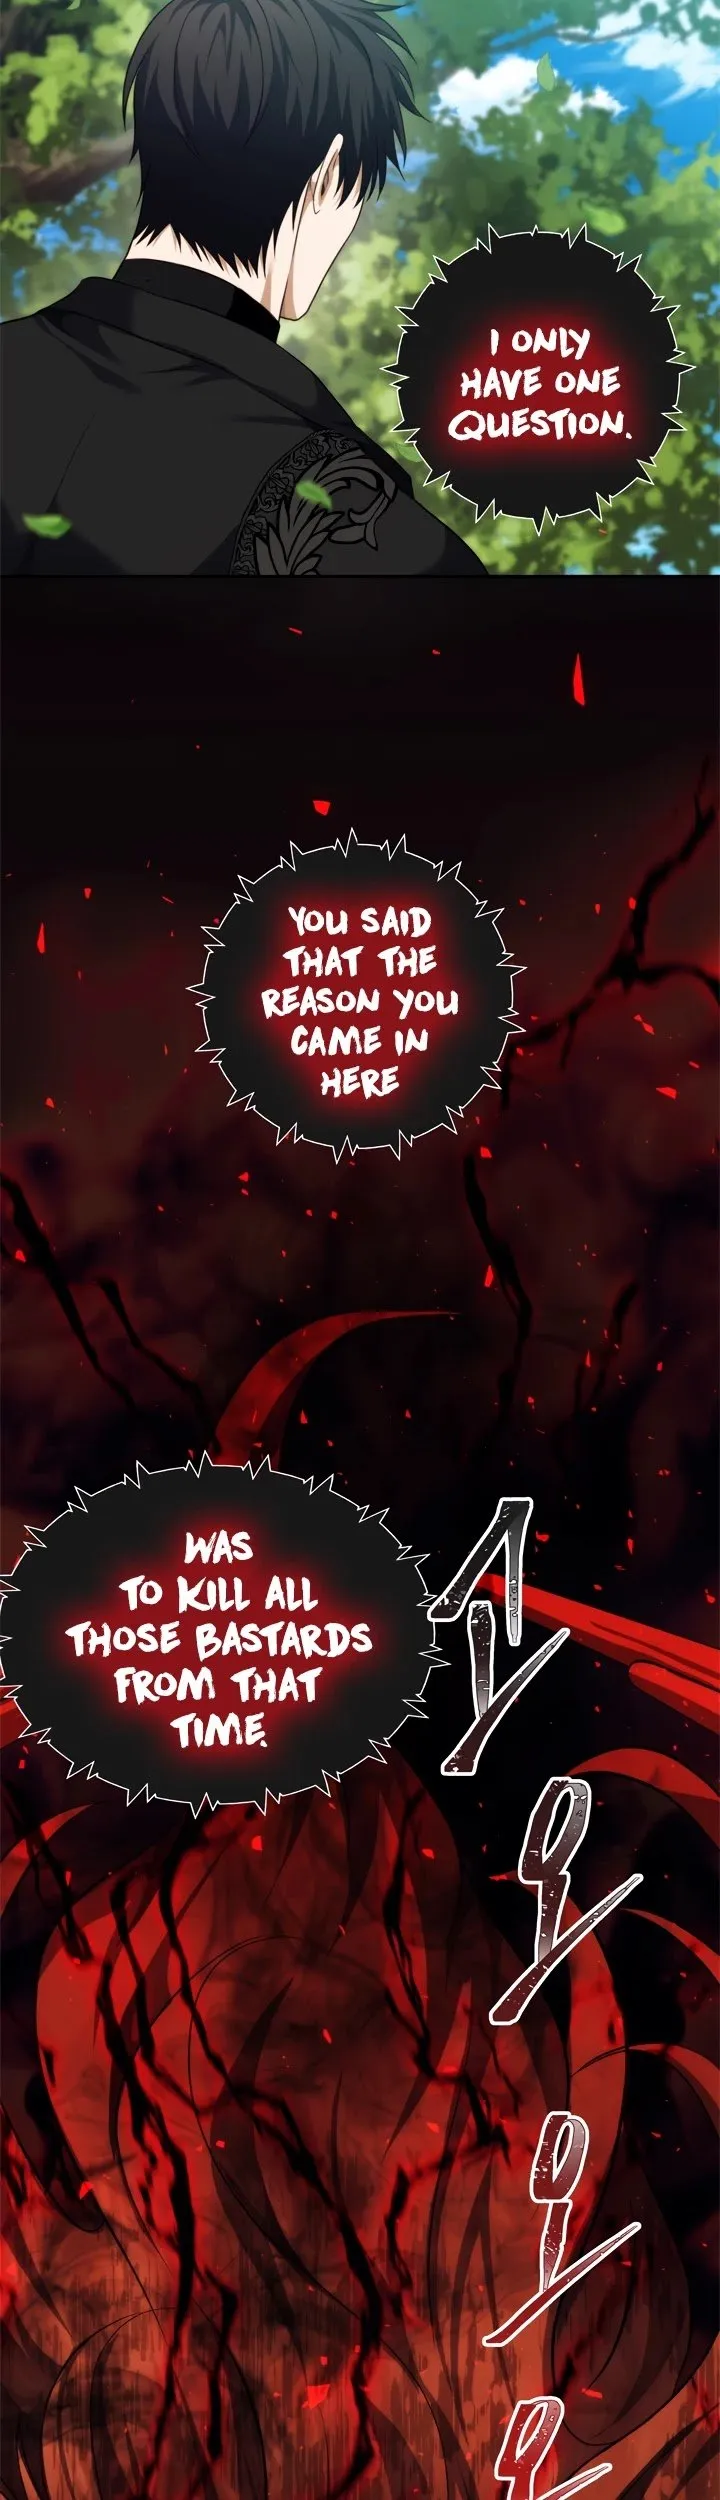 I ONLY
HAVE ONE
QUESTION.
YOU SAID
THAT THE
REASON YOU
CAME IN
HERE
WAS
TO KILL ALL
THOSE BASTARDS
FROM THAT
TIME.